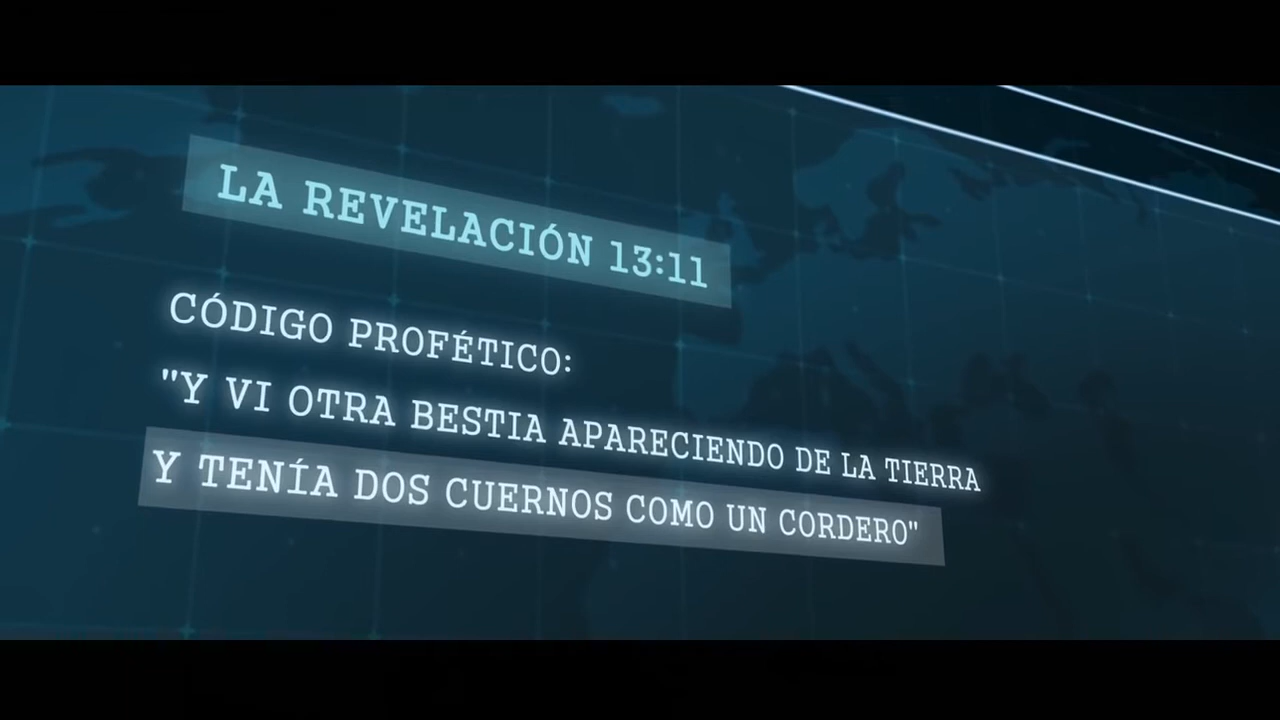 LA REVELACIÓN 13:11
CÓDIGO PROFÉTICO:
"Y VI OTRA BESTIA APARECIENDO DE LA TIERRA
Y TENÍA DOS CUERNOS COMO UN CORDERO"